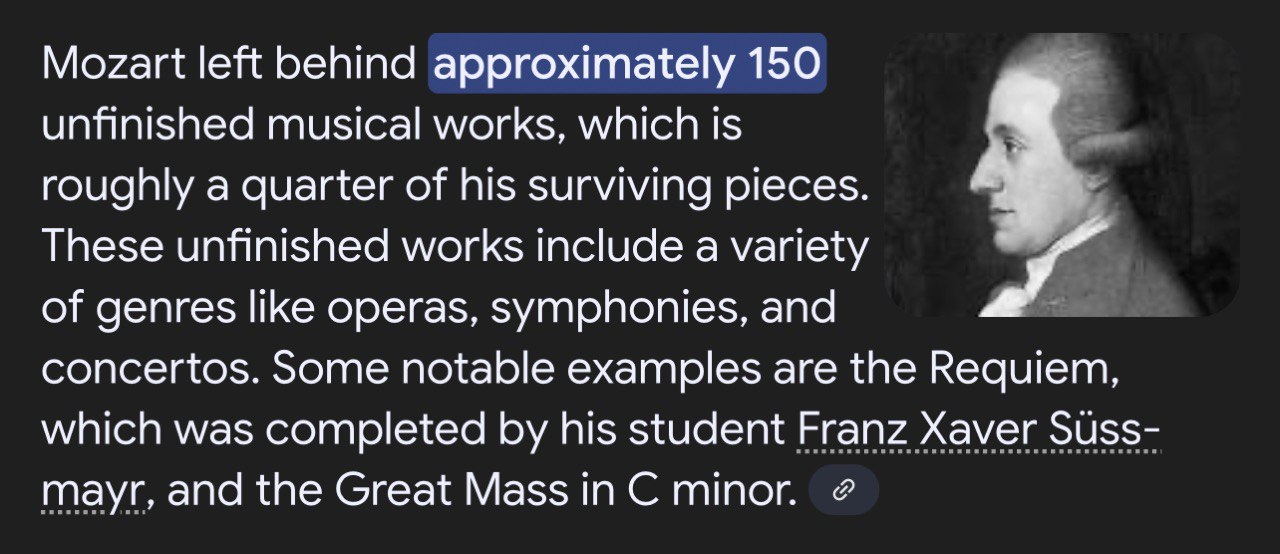 Mozart left behind approximately 150
unfinished musical works, which is
roughly a quarter of his surviving pieces.
These unfinished works include a variety
of genres like operas, symphonies, and
concertos. Some notable examples are the Requiem,
which was completed by his student Franz Xaver Süss-
mayr, and the Great Mass in C minor.